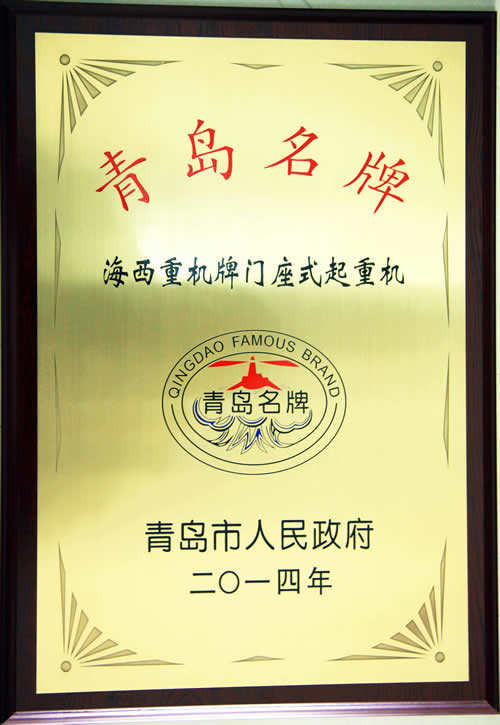 青岛名牌
海西重机牌门座式起重机
QINGDAO FAMOUS BRAND
青岛名牌
青岛市人民政府
二〇一四年